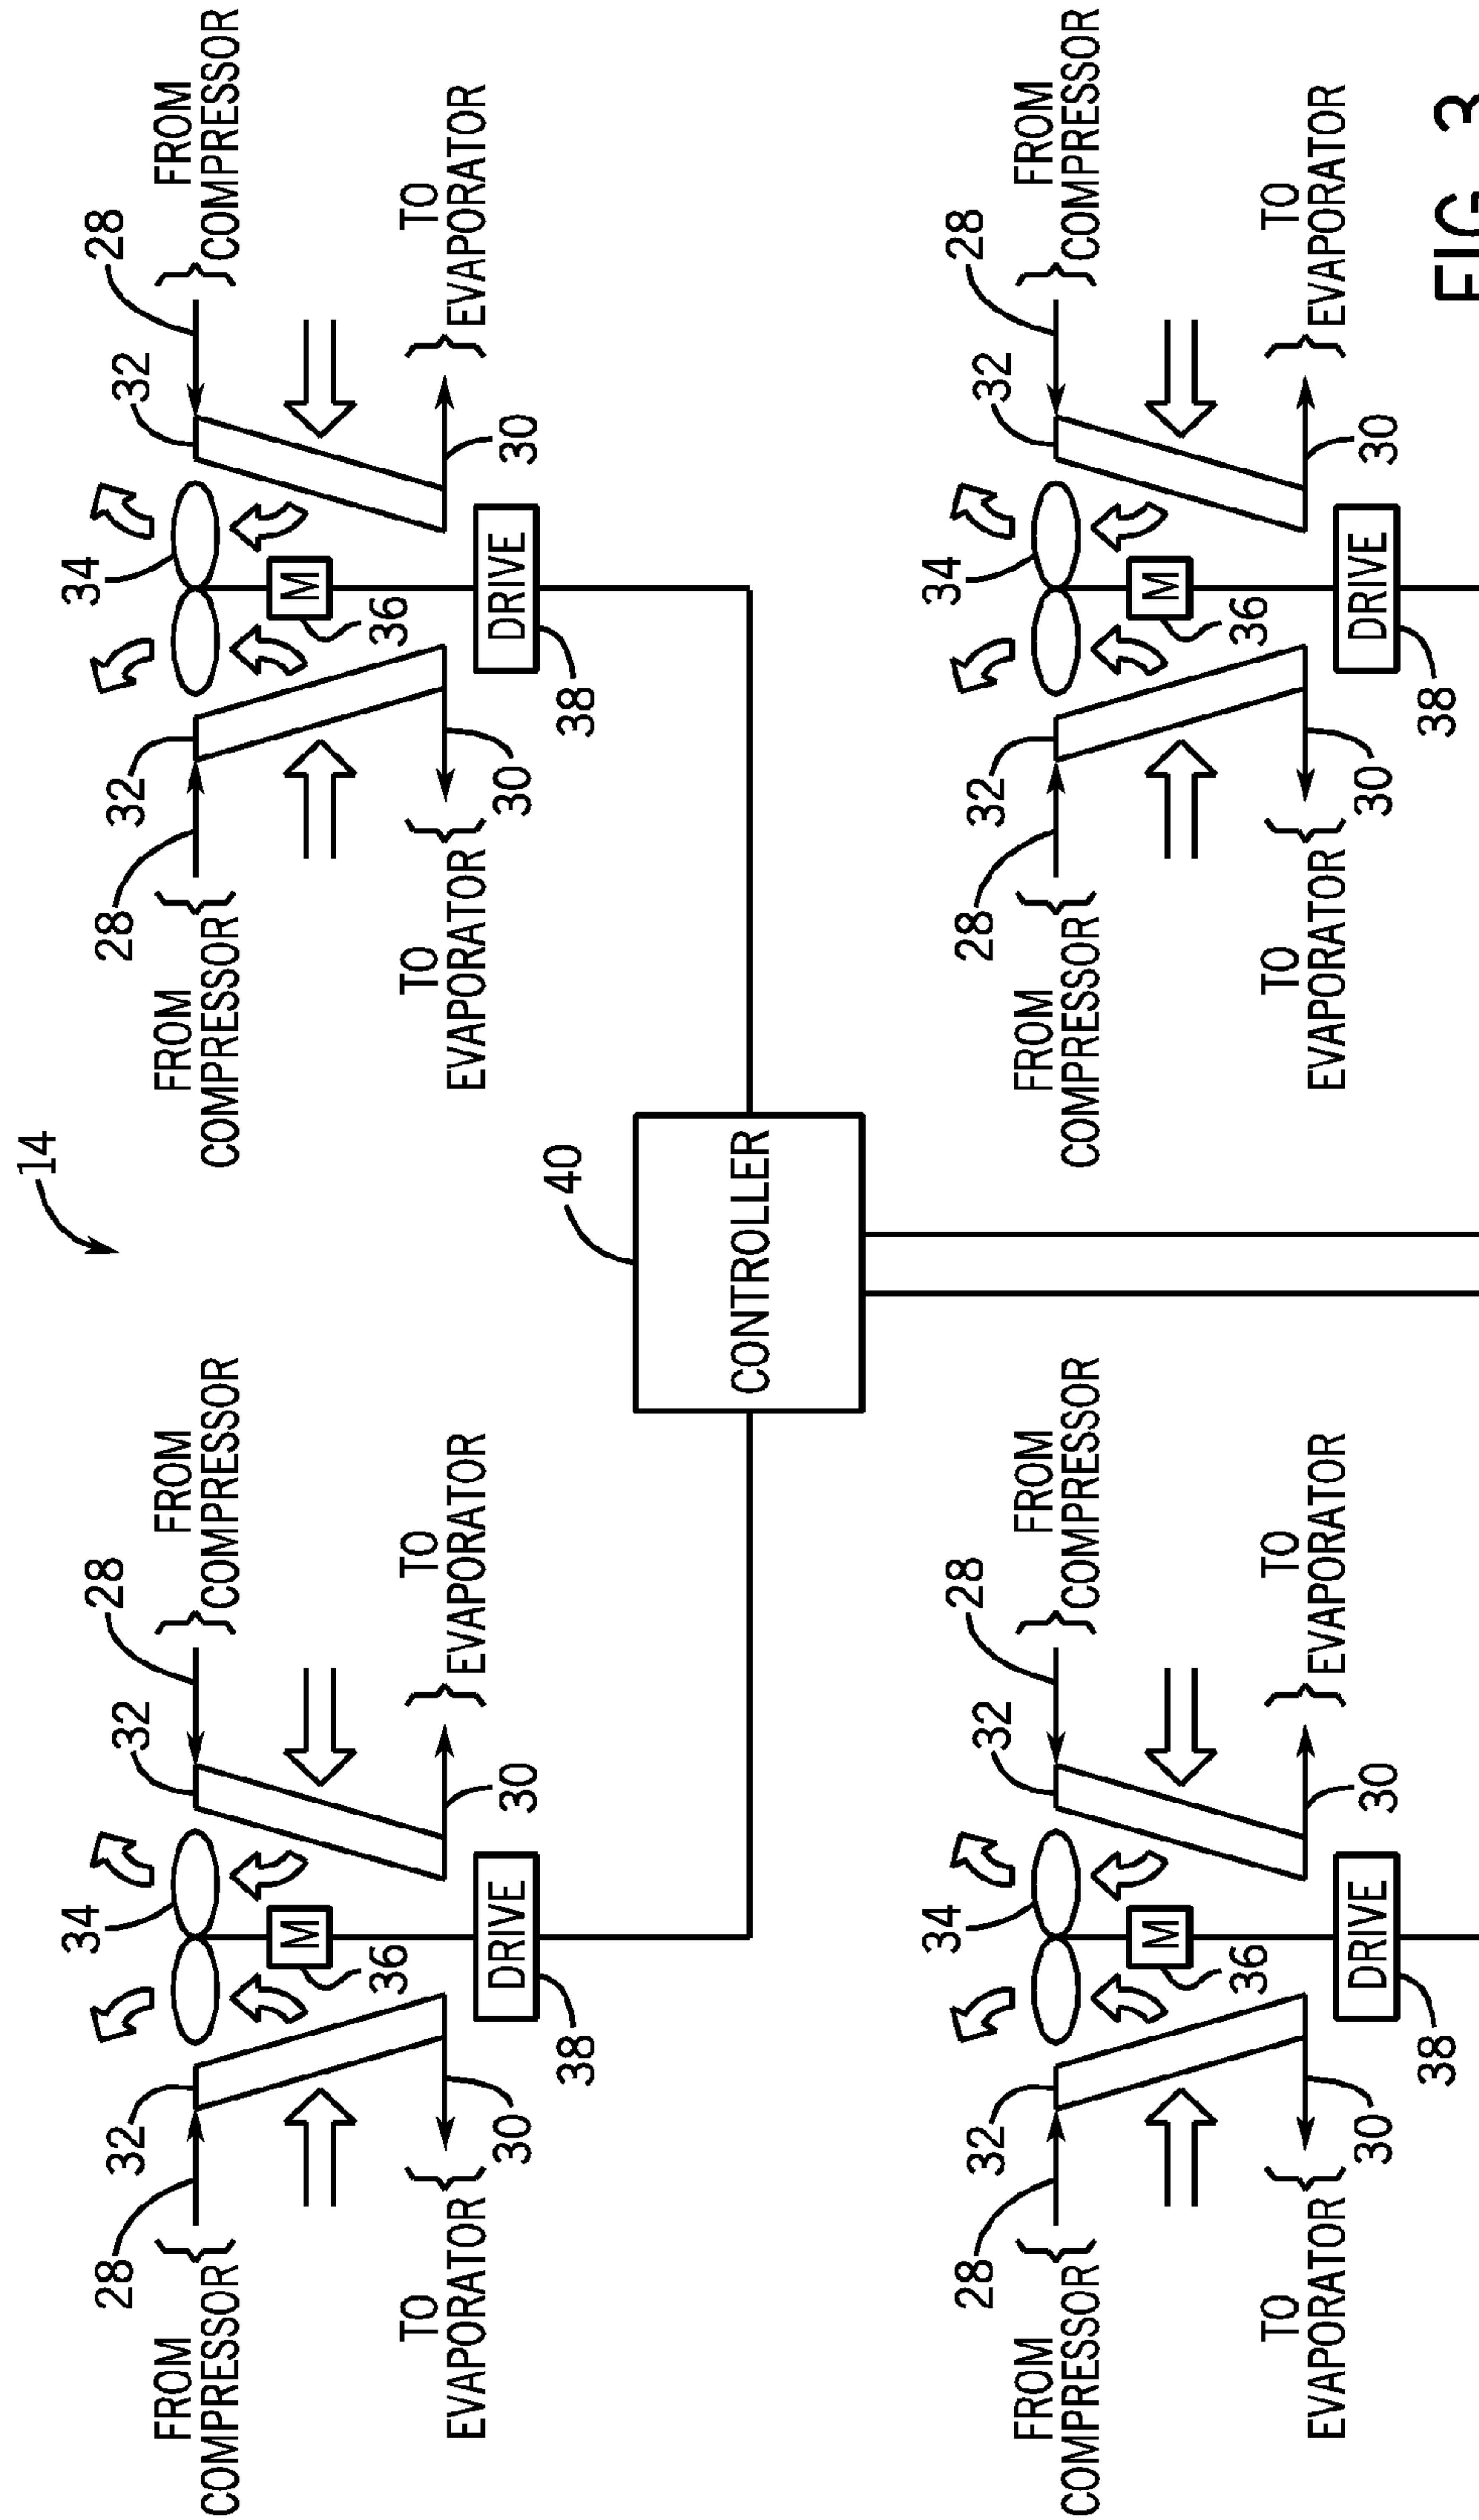 14
34
28
32
32
28
FROM
COMPRESSOR
FROM
COMPRESSOR
M
36
TO
EVAPORATOR
TO
EVAPORATOR
30
30
DRIVE
38
34
28
32
32
28
FROM
COMPRESSOR
FROM
COMPRESSOR
M
36
TO
EVAPORATOR
TO
EVAPORATOR
30
30
DRIVE
38
40
CONTROLLER
34
28
32
32
28
FROM
COMPRESSOR
FROM
COMPRESSOR
M
36
TO
EVAPORATOR
TO
EVAPORATOR
30
30
DRIVE
38
34
28
32
32
28
FROM
COMPRESSOR
FROM
COMPRESSOR
M
36
TO
EVAPORATOR
TO
EVAPORATOR
30
30
DRIVE
38
FIG. 3